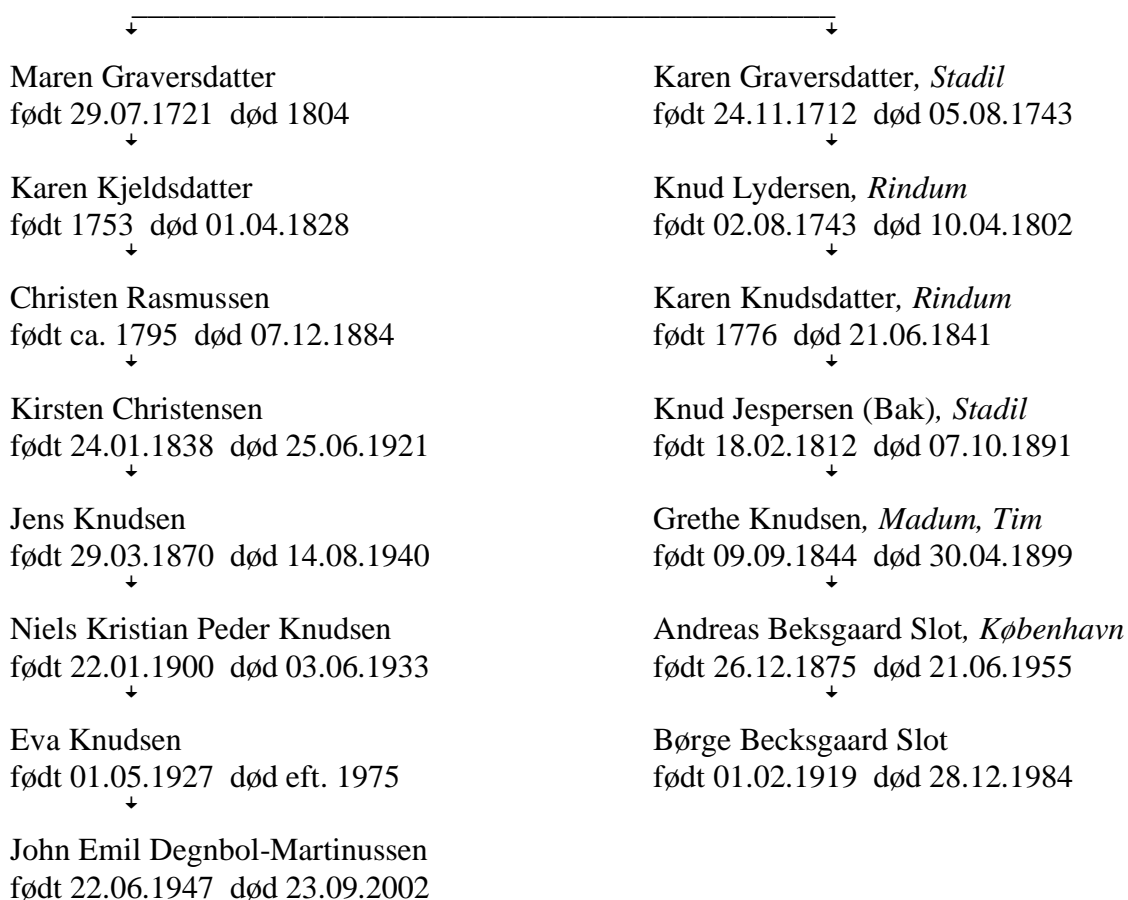 Maren Graversdatter
født 29.07.1721 død 1804
Karen Kjeldsdatter
født 1753 død 01.04.1828
Christen Rasmussen
født ca. 1795 død 07.12.1884
Kirsten Christensen
født 24.01.1838 død 25.06.1921
Jens Knudsen
født 29.03.1870 død 14.08.1940
Niels Kristian Peder Knudsen
født 22.01.1900 død 03.06.1933
Eva Knudsen
født 01.05.1927 død eft. 1975
John Emil Degnbol-Martinussen
født 22.06.1947 død 23.09.2002
Karen Graversdatter, Stadil
født 24.11.1712 død 05.08.1743
Knud Lydersen, Rindum
født 02.08.1743 død 10.04.1802
Karen Knudsdatter, Rindum
født 1776 død 21.06.1841
Knud Jespersen (Bak), Stadil
født 18.02.1812 død 07.10.1891
Grethe Knudsen, Madum, Tim
født 09.09.1844 død 30.04.1899
Andreas Beksgaard Slot, København
født 26.12.1875 død 21.06.1955
Børge Becksgaard Slot
født 01.02.1919 død 28.12.1984